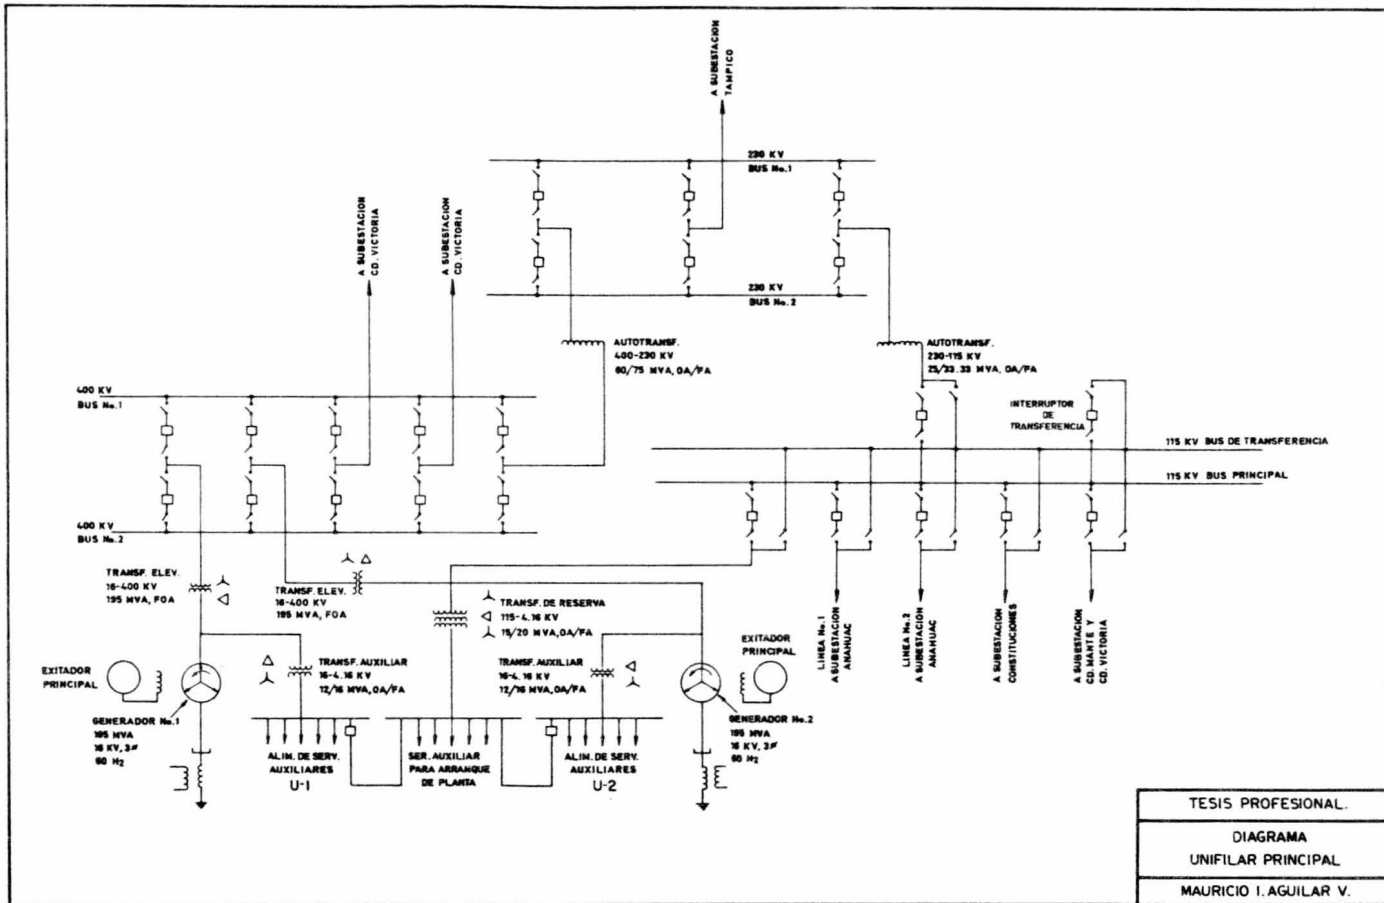 A SUBESTACION
TAMPICO
230 KV
BUS No.1
A SUBESTACION
CD. VICTORIA
A SUBESTACION
CD. VICTORIA
230 KV
BUS No.2
AUTOTRANSF.
400-230 KV
60/75 MVA, OA/FA
AUTOTRANSF.
230-115 KV
25/33.33 MVA, OA/FA
400 KV
BUS No.1
INTERRUPTOR
DE
TRANSFERENCIA
115 KV BUS DE TRANSFERENCIA
115 KV BUS PRINCIPAL
400 KV
BUS No.2
TRANSF. ELEV.
16-400 KV
195 MVA, FOA
TRANSF. ELEV.
16-400 KV
195 MVA, FOA
TRANSF. DE RESERVA
115-4.16 KV
15/20 MVA, OA/FA
LINEA No.1
A SUBESTACION
ANAHUAC
LINEA No.2
A SUBESTACION
ANAHUAC
A SUBESTACION
CONSTITUCIONES
A SUBESTACION
CD. MANTE Y
CD. VICTORIA
EXITADOR
PRINCIPAL
TRANSF. AUXILIAR
16-4.16 KV
12/16 MVA, OA/FA
TRANSF. AUXILIAR
16-4.16 KV
12/16 MVA, OA/FA
EXITADOR
PRINCIPAL
GENERADOR No.1
195 MVA
16 KV, 3ø
60 Hz
GENERADOR No.2
195 MVA
16 KV, 3ø
60 Hz
ALIM. DE SERV.
AUXILIARES
U-1
SER. AUXILIAR
PARA ARRANQUE
DE PLANTA
ALIM. DE SERV.
AUXILIARES
U-2
TESIS PROFESIONAL.
DIAGRAMA
UNIFILAR PRINCIPAL
MAURICIO I. AGUILAR V.